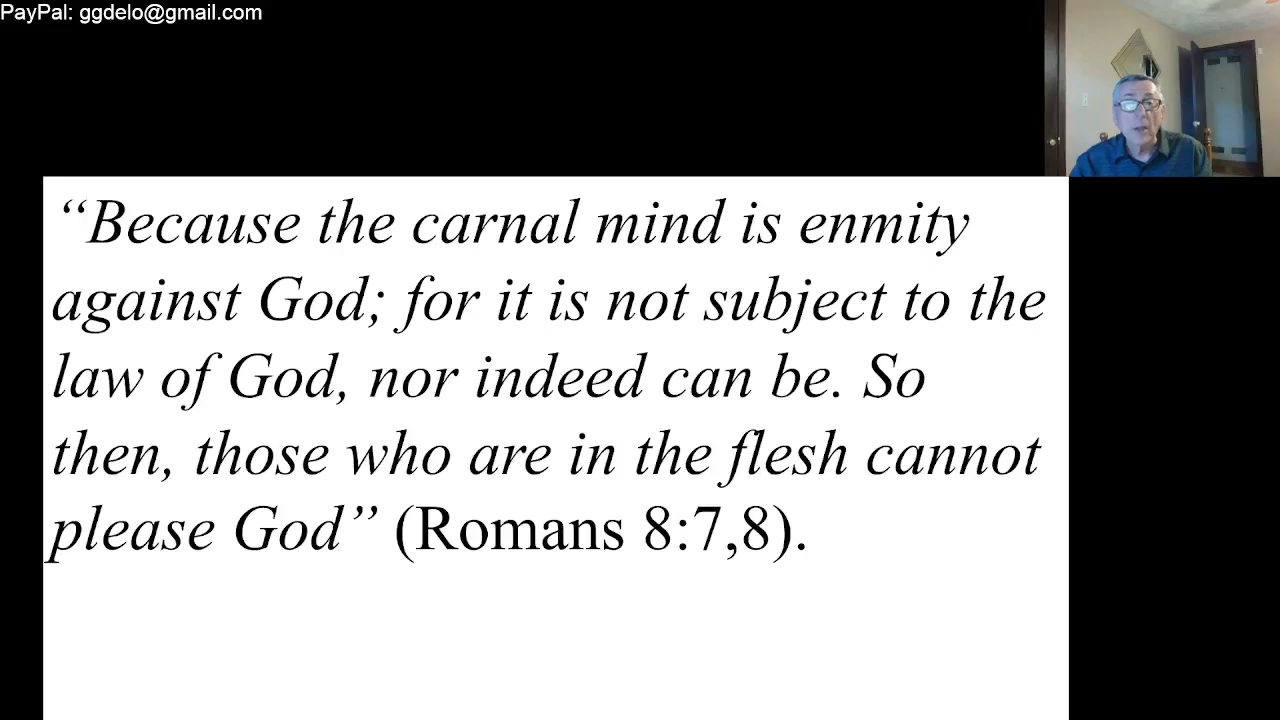 PayPal: ggdelo@gmail.com
“Because the carnal mind is enmity
against God; for it is not subject to the
law of God, nor indeed can be. So
then, those who are in the flesh cannot
please God” (Romans 8:7,8).